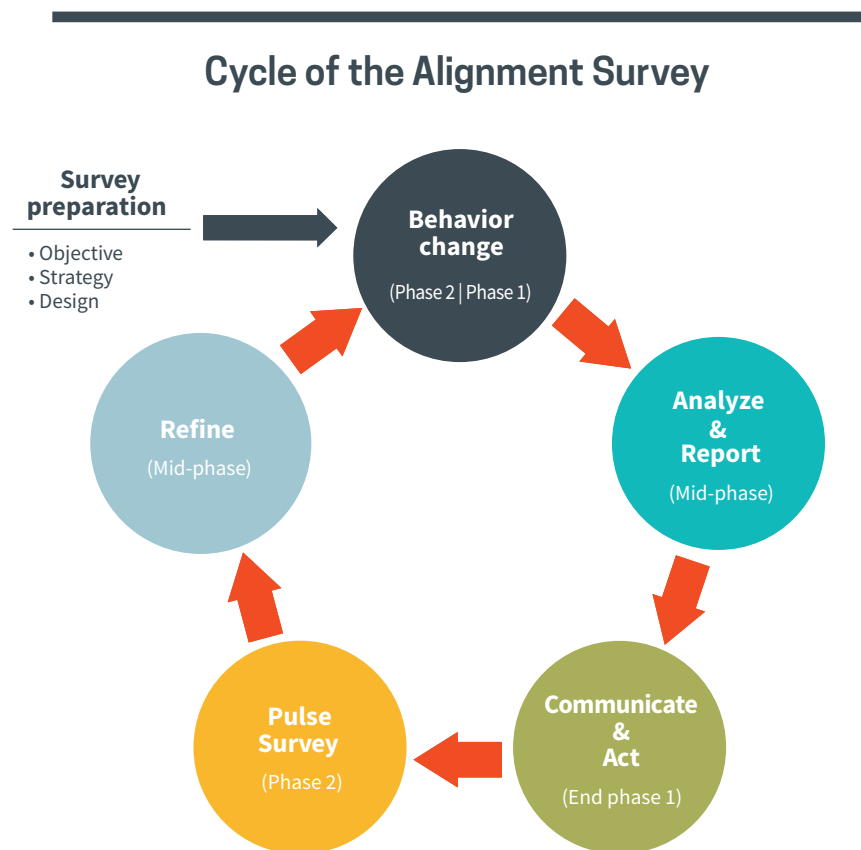 Cycle of the Alignment Survey
Survey
preparation
• Objective
• Strategy
• Design
Behavior
change
(Phase 2 | Phase 1)
Analyze
&
Report
(Mid-phase)
Communicate
&
Act
(End phase 1)
Pulse
Survey
(Phase 2)
Refine
(Mid-phase)